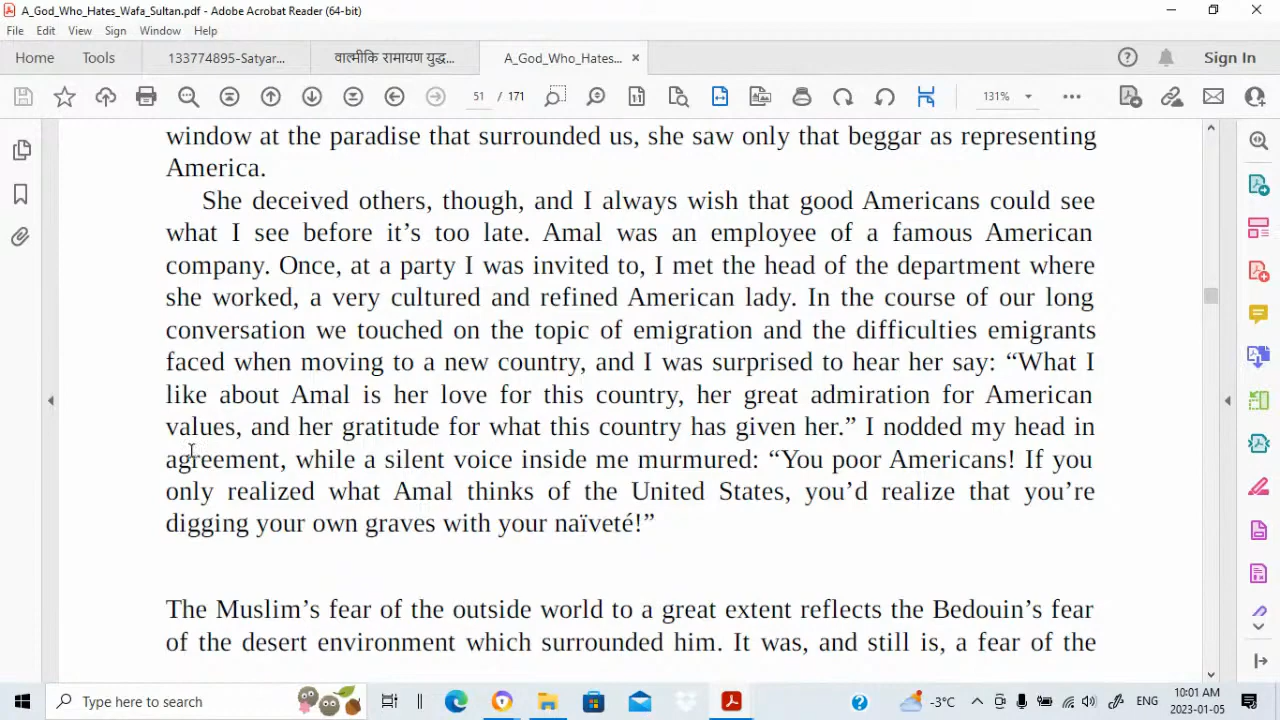 A_God_Who_Hates_Wafa_Sultan.pdf - Adobe Acrobat Reader (64-bit)
File Edit View Sign Window Help
Home Tools 133774895-Satyar... वाल्मीकि रामायण युद्ध... A_God_Who_Hates... × Sign In
51 / 171 131%
window at the paradise that surrounded us, she saw only that beggar as representing
America.
She deceived others, though, and I always wish that good Americans could see
what I see before it’s too late. Amal was an employee of a famous American
company. Once, at a party I was invited to, I met the head of the department where
she worked, a very cultured and refined American lady. In the course of our long
conversation we touched on the topic of emigration and the difficulties emigrants
faced when moving to a new country, and I was surprised to hear her say: “What I
like about Amal is her love for this country, her great admiration for American
values, and her gratitude for what this country has given her.” I nodded my head in
agreement, while a silent voice inside me murmured: “You poor Americans! If you
only realized what Amal thinks of the United States, you’d realize that you’re
digging your own graves with your naïveté!”
The Muslim’s fear of the outside world to a great extent reflects the Bedouin’s fear
of the desert environment which surrounded him. It was, and still is, a fear of the
Type here to search
-3°C ENG 10:01 AM
2023-01-05